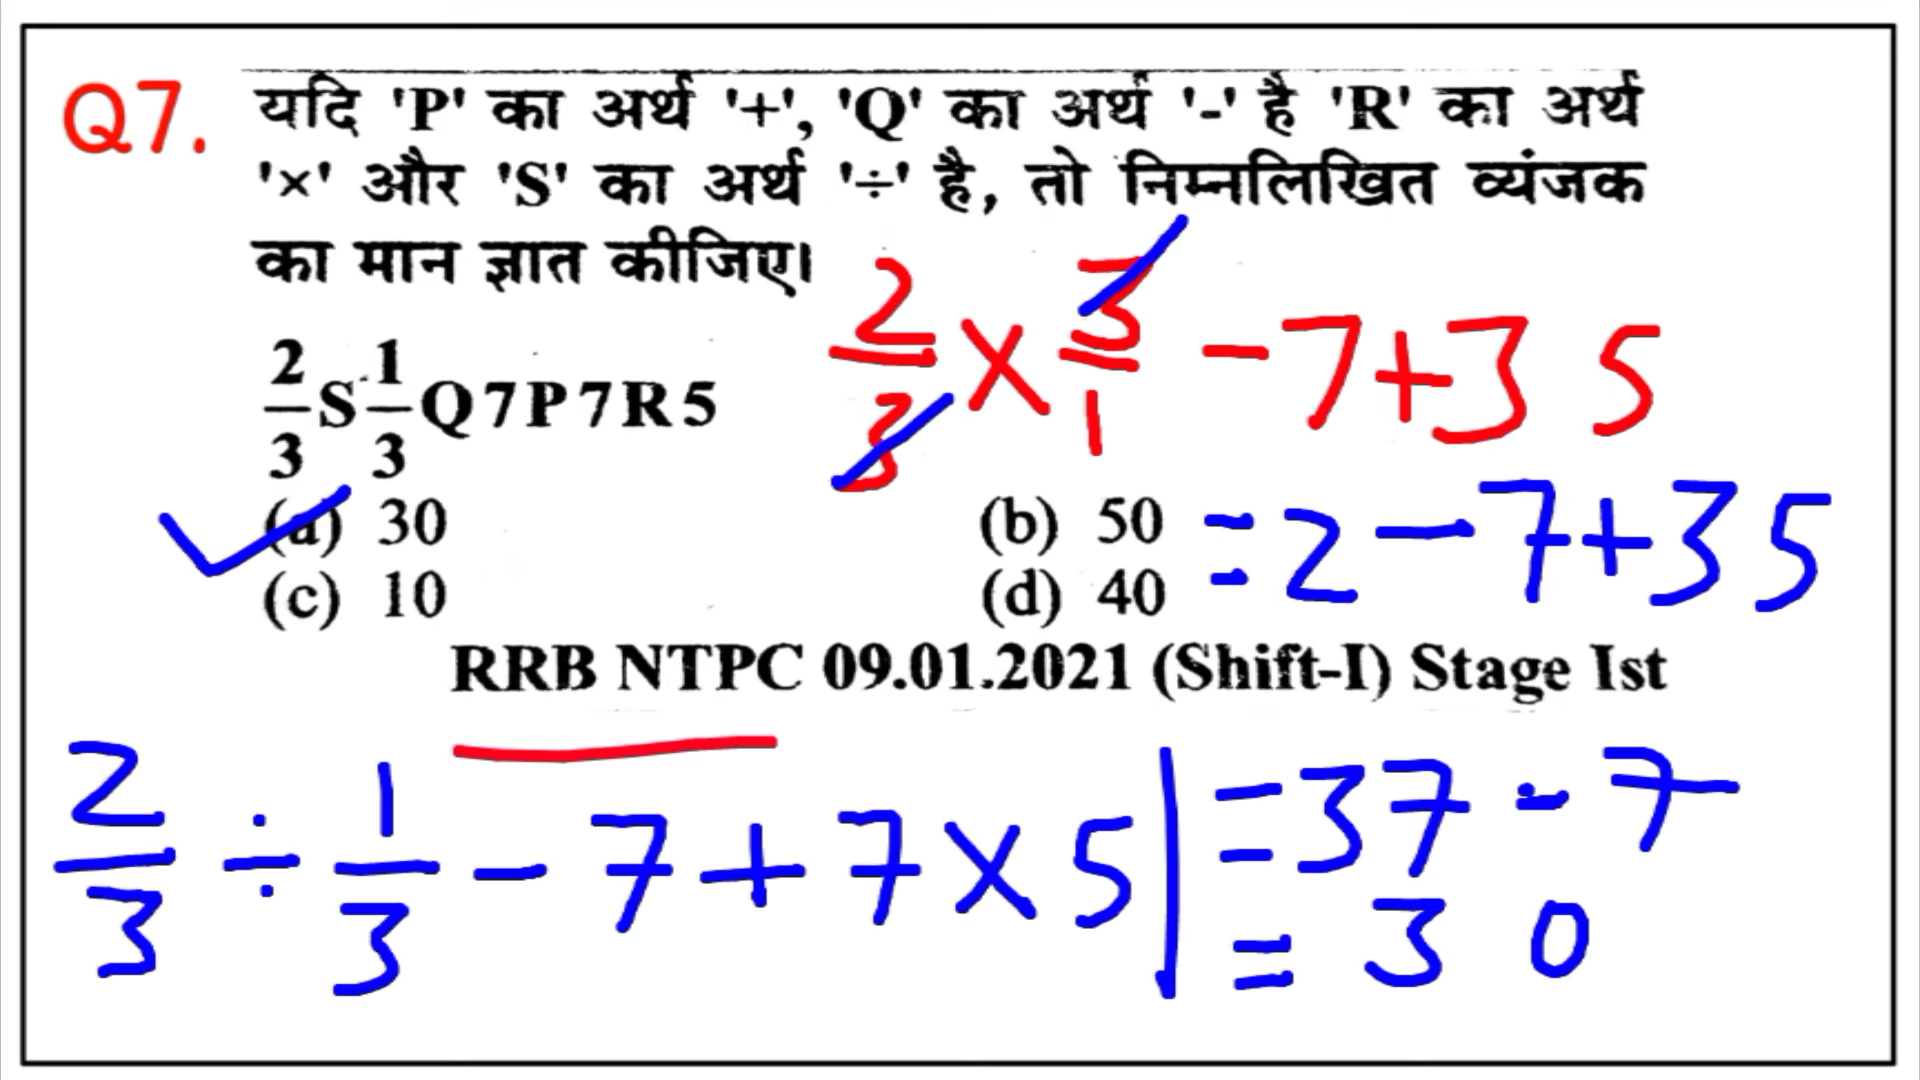 Q7. यदि 'P' का अर्थ '+', 'Q' का अर्थ '-' है 'R' का अर्थ
'×' और 'S' का अर्थ '÷' है, तो निम्नलिखित व्यंजक
का मान ज्ञात कीजिए।
2/3 S 1/3 Q 7 P 7 R 5
2/3 × 3/1 - 7 + 35
(a) 30 (b) 50
(c) 10 (d) 40
= 2 - 7 + 35
RRB NTPC 09.01.2021 (Shift-I) Stage Ist
2/3 ÷ 1/3 - 7 + 7 × 5
= 37 - 7
= 30